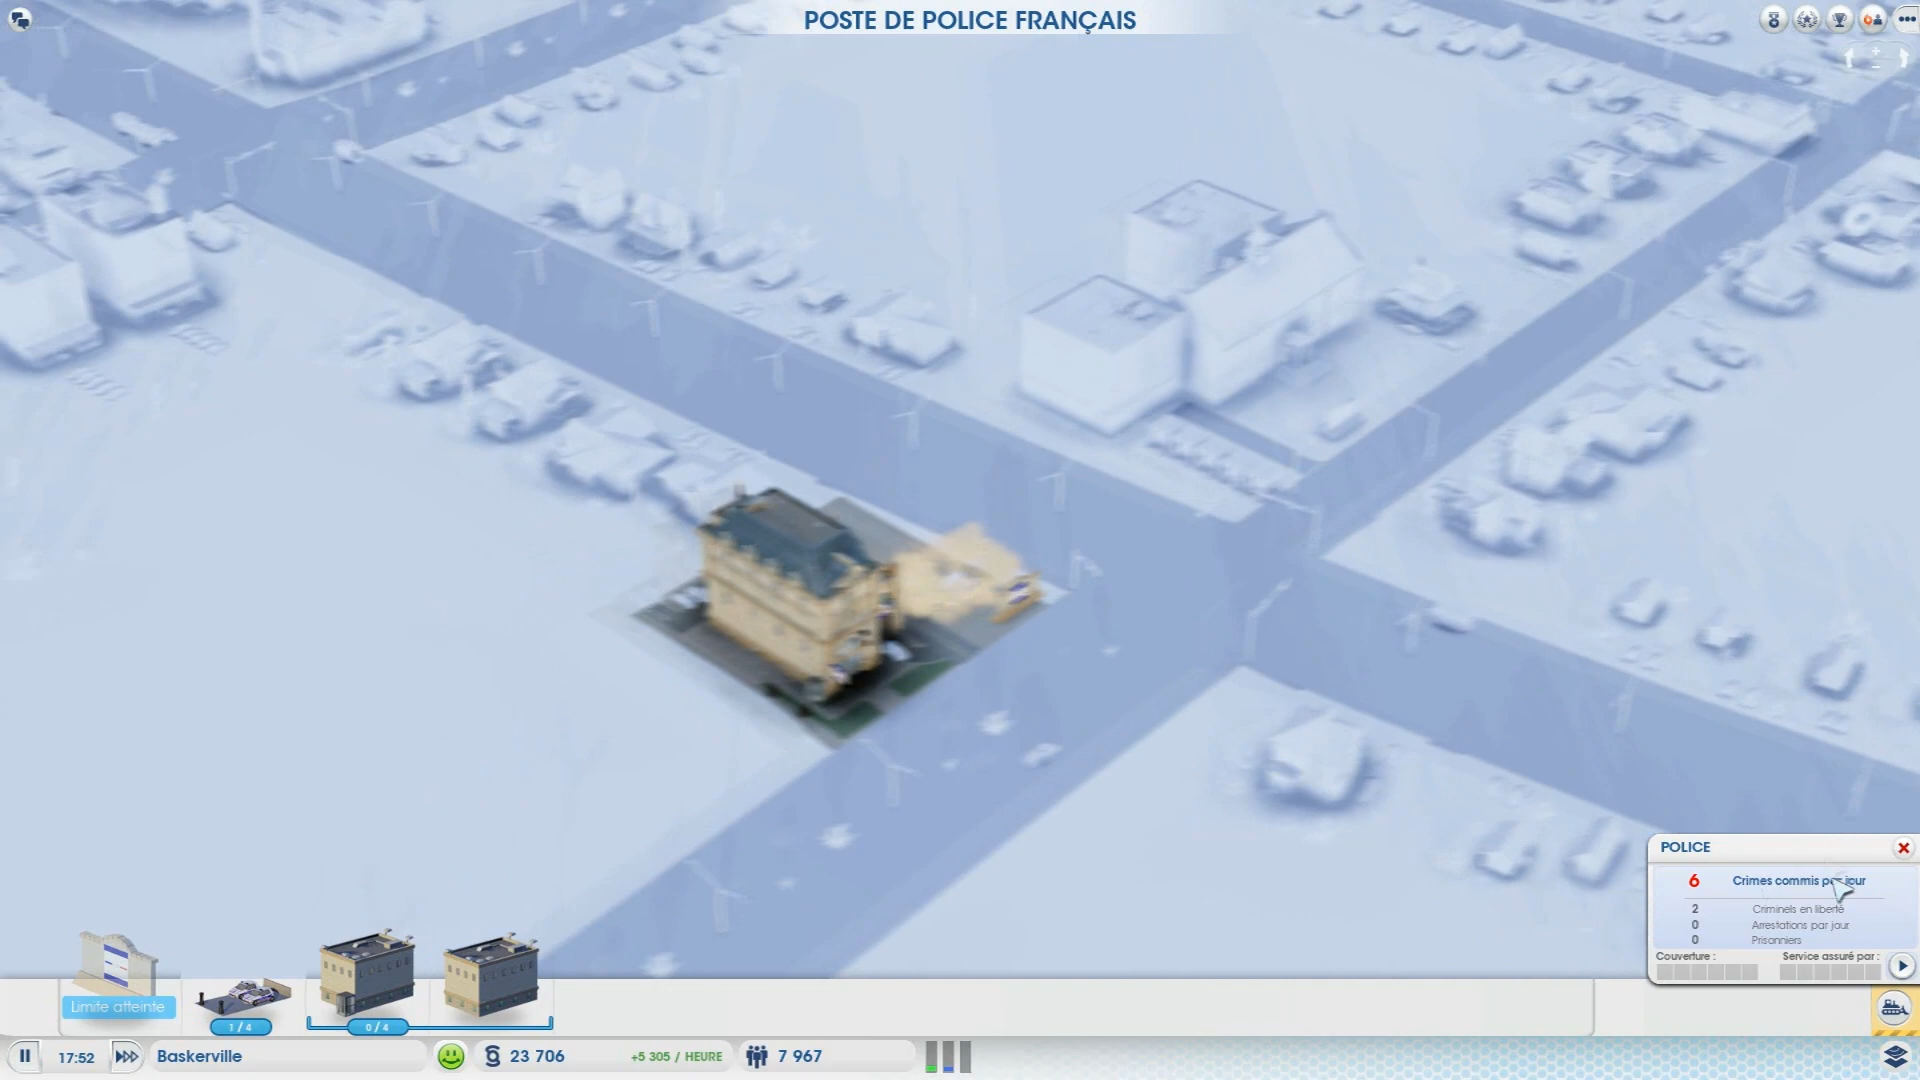 POSTE DE POLICE FRANÇAIS
POLICE
6 Crimes commis par jour
2 Criminels en liberté
0 Arrestations par jour
0 Prisonniers
Couverture : Service assuré par :
Limite atteinte
1 / 4
0 / 4
17:52
Baskerville
23 706
+5 305 / HEURE
7 967